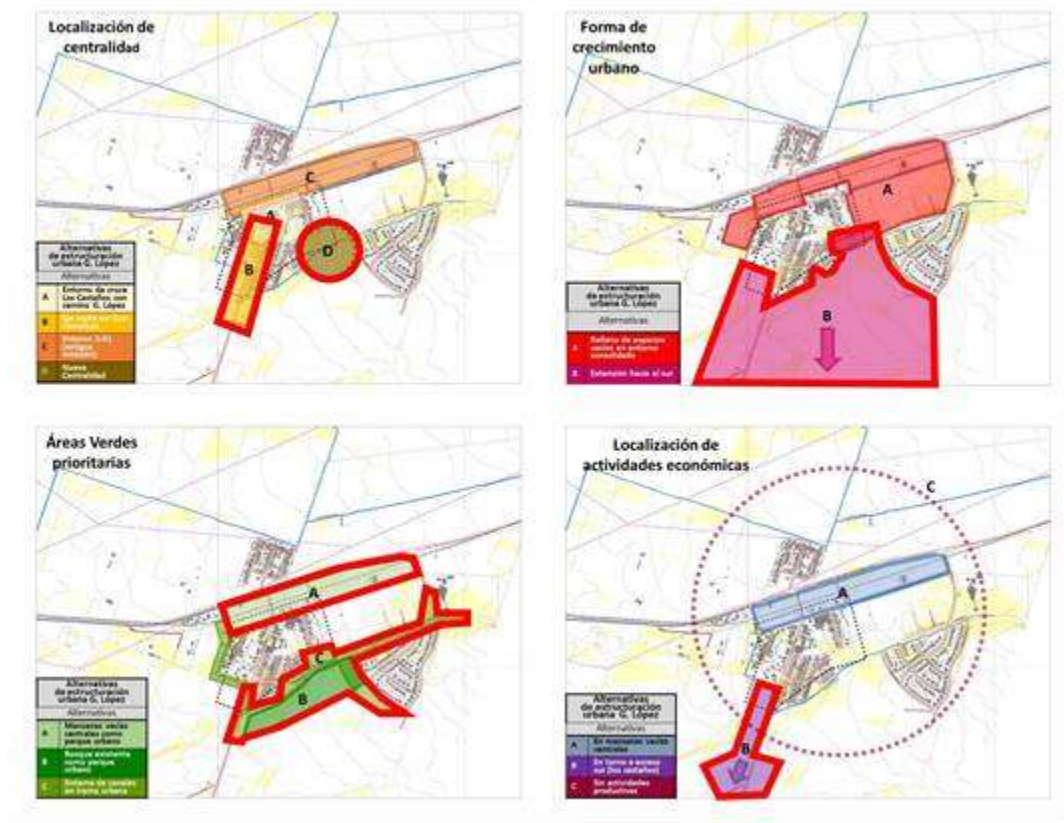 Localización de
centralidad
A
B
C
D
Alternativas
de estructuración
urbana G. López
Alternativas
A Entorno de cruce
Los Castaños con
camino G. López
B
C
D Nueva
Centralidad
Forma de
crecimiento
urbano
A
B
Alternativas
de estructuración
urbana G. López
Alternativas
A Relleno de espacios
vacíos en entorno
consolidado
B Extensión hacia el sur
Áreas Verdes
prioritarias
A
B
C
Alternativas
de estructuración
urbana G. López
Alternativas
A Manzanas vacías
centrales como
parque urbano
B Bosque existente
como parque
urbano
C Sistema de canales
en trama urbana
Localización de
actividades económicas
A
B
C
Alternativas
de estructuración
urbana G. López
Alternativas
A En manzanas vacías
centrales
B En torno a acceso
sur (los castaños)
C Sin actividades
productivas